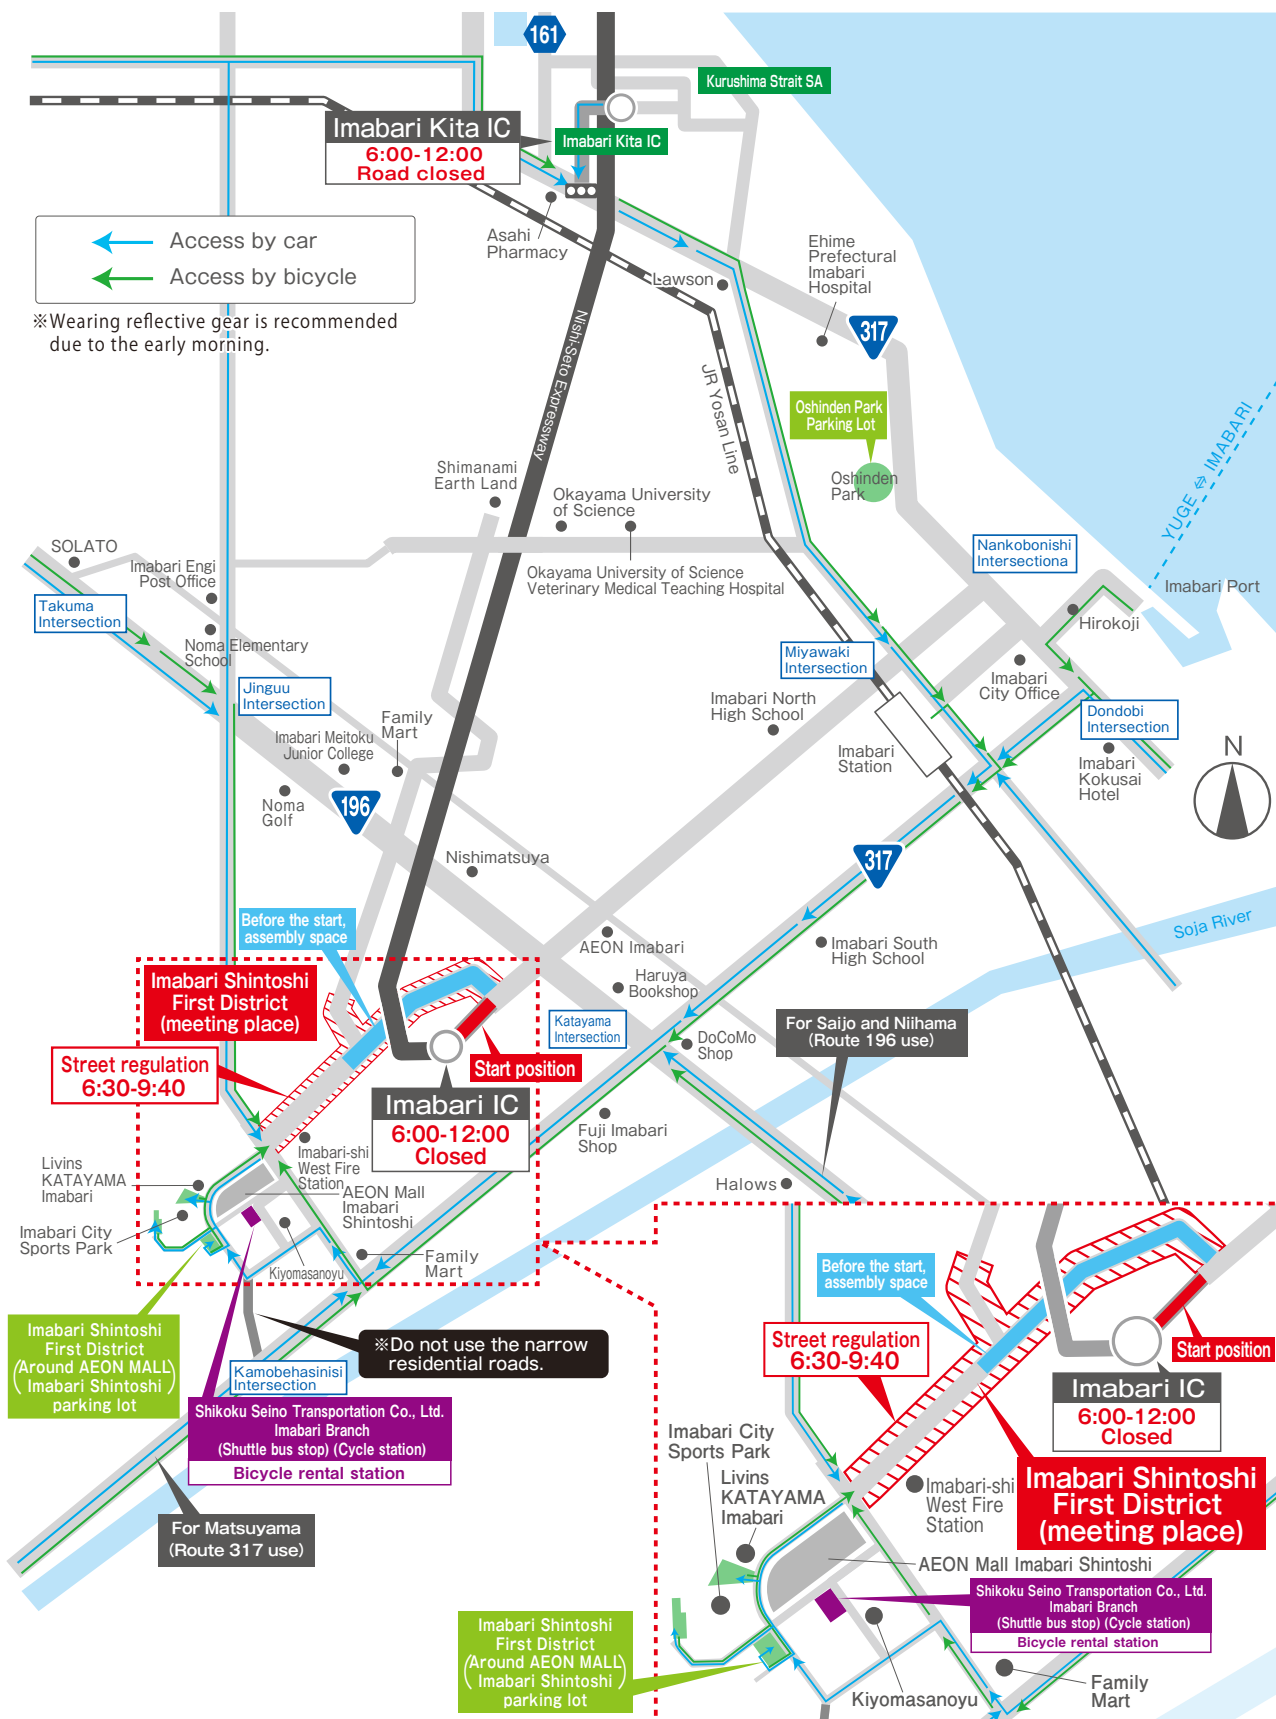 161
Kurushima Strait SA
Imabari Kita IC
6:00-12:00
Road closed
Imabari Kita IC
Access by car
Access by bicycle
※Wearing reflective gear is recommended
due to the early morning.
Asahi
Pharmacy
Lawson
Ehime
Prefectural
Imabari
Hospital
317
Nishi-Seto Expressway
JR Yosan Line
Oshinden Park
Parking Lot
Oshinden
Park
YUGE ⇔ IMABARI
Shimanami
Earth Land
Okayama University
of Science
Okayama University of Science
Veterinary Medical Teaching Hospital
Nankobonishi
Intersectiona
Imabari Port
Hirokoji
SOLATO
Imabari Engi
Post Office
Takuma
Intersection
Noma Elementary
School
Jinguu
Intersection
Miyawaki
Intersection
Imabari
City Office
Imabari North
High School
Dondobi
Intersection
Imabari Meitoku
Junior College
Family
Mart
Imabari
Station
Imabari
Kokusai
Hotel
N
Noma
Golf
196
Nishimatsuya
317
Soja River
Before the start,
assembly space
AEON Imabari
Imabari South
High School
Haruya
Bookshop
Imabari Shintoshi
First District
(meeting place)
Katayama
Intersection
DoCoMo
Shop
For Saijo and Niihama
(Route 196 use)
Street regulation
6:30-9:40
Start position
Imabari IC
6:00-12:00
Closed
Fuji Imabari
Shop
Imabari-shi
West Fire
Station
Livins
KATAYAMA
Imabari
AEON Mall
Imabari
Shintoshi
Halows
Imabari City
Sports Park
Kiyomasanoyu
Family
Mart
Imabari Shintoshi
First District
(Around AEON MALL)
(Imabari Shintoshi)
parking lot
※Do not use the narrow
residential roads.
Kamobehasinisi
Intersection
Shikoku Seino Transportation Co., Ltd.
Imabari Branch
(Shuttle bus stop) (Cycle station)
Bicycle rental station
For Matsuyama
(Route 317 use)
Before the start,
assembly space
Street regulation
6:30-9:40
Start position
Imabari IC
6:00-12:00
Closed
Imabari City
Sports Park
Livins
KATAYAMA
Imabari
Imabari-shi
West Fire
Station
Imabari Shintoshi
First District
(meeting place)
AEON Mall Imabari Shintoshi
Shikoku Seino Transportation Co., Ltd.
Imabari Branch
(Shuttle bus stop) (Cycle station)
Bicycle rental station
Imabari Shintoshi
First District
(Around AEON MALL)
(Imabari Shintoshi)
parking lot
Kiyomasanoyu
Family
Mart